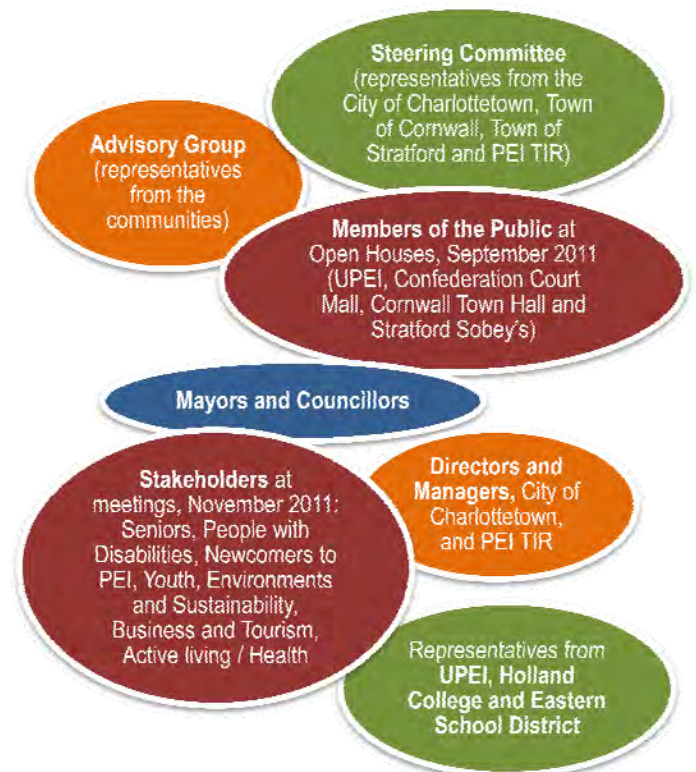 Steering Committee
(representatives from the
City of Charlottetown, Town
of Cornwall, Town of
Stratford and PEI TIR)
Advisory Group
(representatives
from the
communities)
Members of the Public at
Open Houses, September 2011
(UPEI, Confederation Court
Mall, Cornwall Town Hall and
Stratford Sobey's)
Mayors and Councillors
Stakeholders at
meetings, November 2011:
Seniors, People with
Disabilities, Newcomers to
PEI, Youth, Environments
and Sustainability,
Business and Tourism,
Active living / Health
Directors and
Managers, City of
Charlottetown,
and PEI TIR
Representatives from
UPEI, Holland
College and Eastern
School District